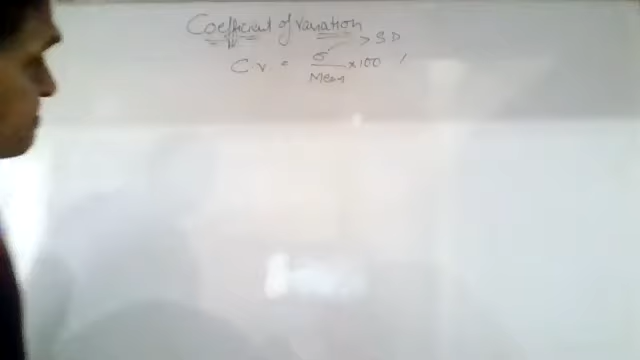 Coefficient of variation
> S D
C v = σ / Mean × 100